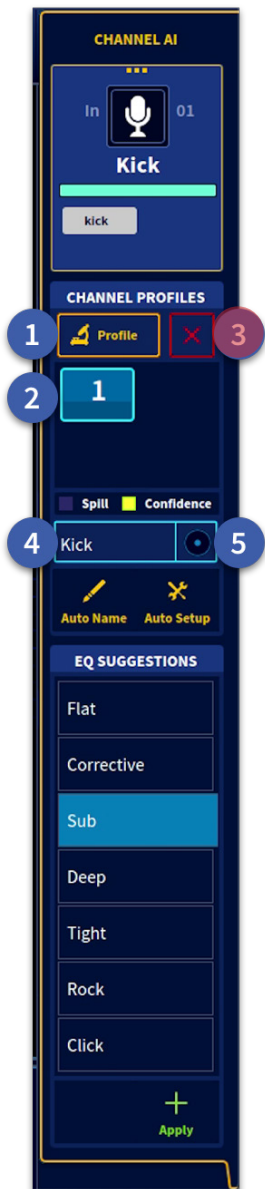 CHANNEL AI
In 01
Kick
kick
CHANNEL PROFILES
1 Profile 3
2 1
Spill Confidence
4 Kick 5
Auto Name Auto Setup
EQ SUGGESTIONS
Flat
Corrective
Sub
Deep
Tight
Rock
Click
Apply